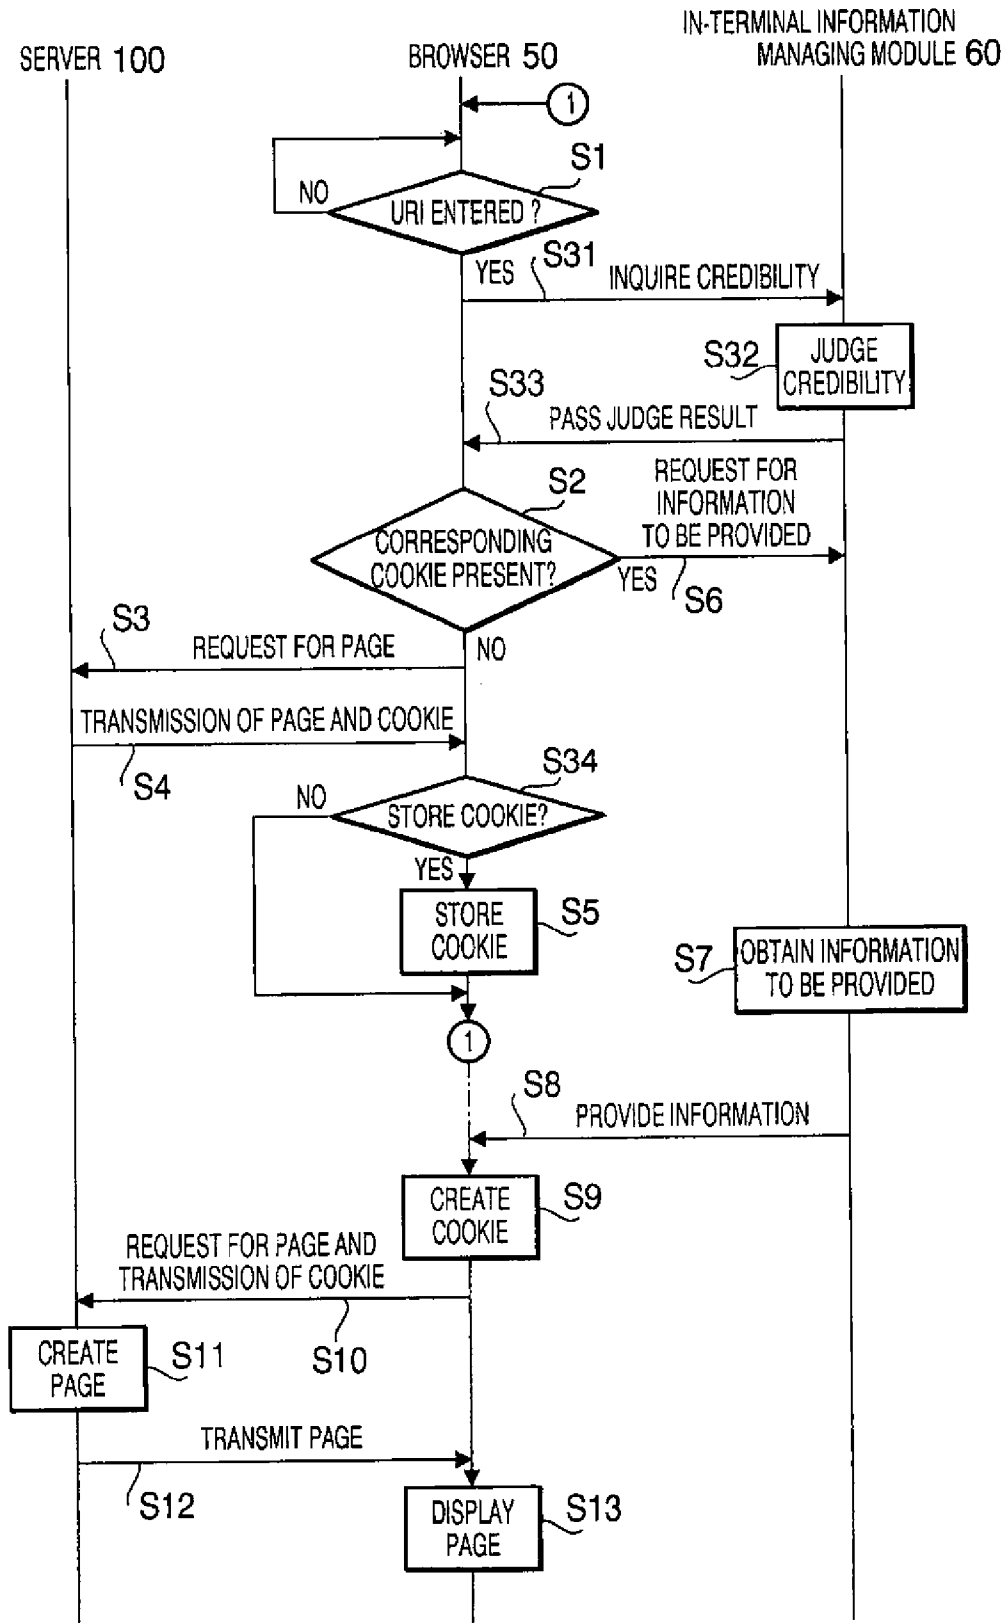 SERVER 100
BROWSER 50
IN-TERMINAL INFORMATION
MANAGING MODULE 60
1
S1
NO
URI ENTERED ?
YES
S31
INQUIRE CREDIBILITY
S32
JUDGE
CREDIBILITY
S33
PASS JUDGE RESULT
S2
REQUEST FOR
INFORMATION
TO BE PROVIDED
CORRESPONDING
COOKIE PRESENT?
YES
S6
S3
REQUEST FOR PAGE
NO
TRANSMISSION OF PAGE AND COOKIE
S4
S34
NO
STORE COOKIE?
YES
STORE
COOKIE
S5
S7
OBTAIN INFORMATION
TO BE PROVIDED
1
S8
PROVIDE INFORMATION
CREATE
COOKIE
S9
REQUEST FOR PAGE AND
TRANSMISSION OF COOKIE
S10
CREATE
PAGE
S11
TRANSMIT PAGE
S12
DISPLAY
PAGE
S13